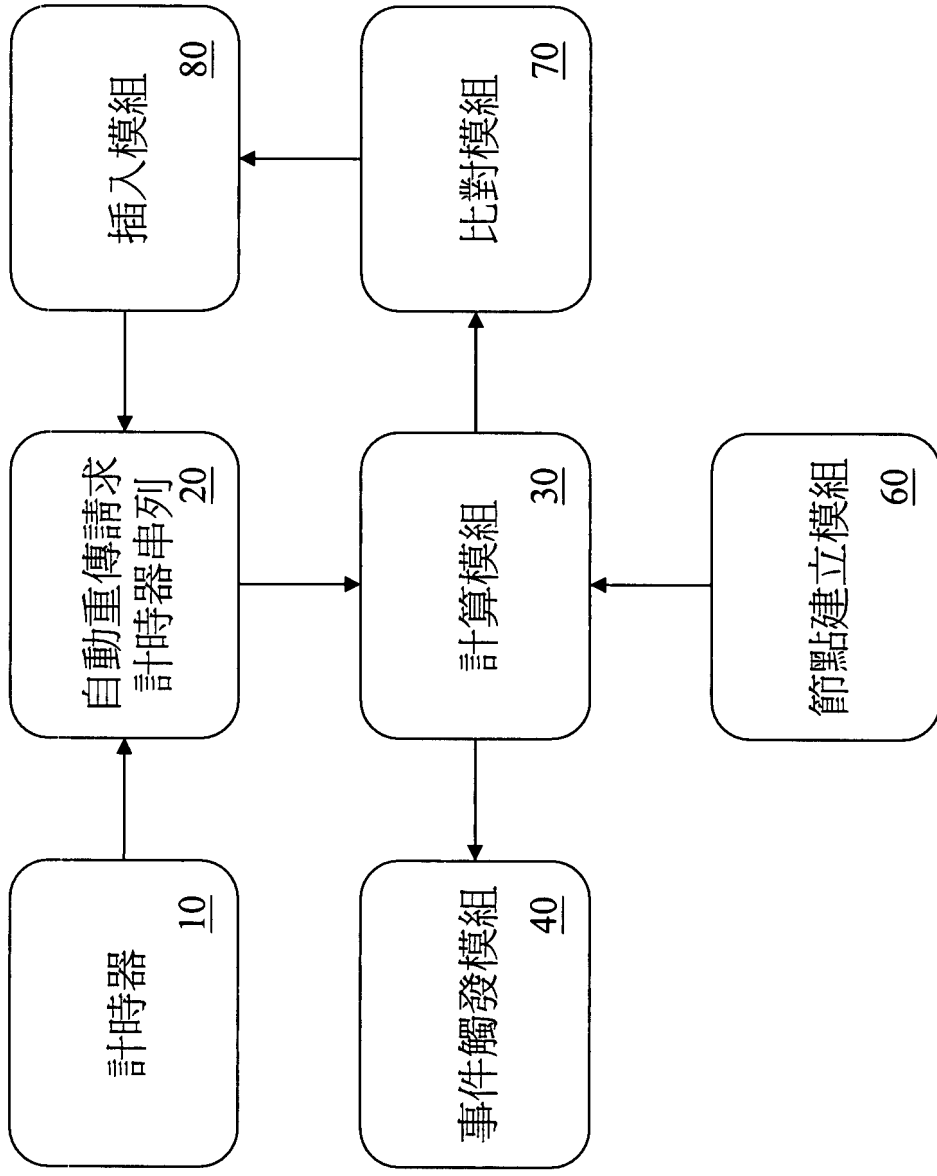 計時器
10
自動重傳請求
計時器串列
20
插入模組
80
事件觸發模組
40
計算模組
30
比對模組
70
節點建立模組
60